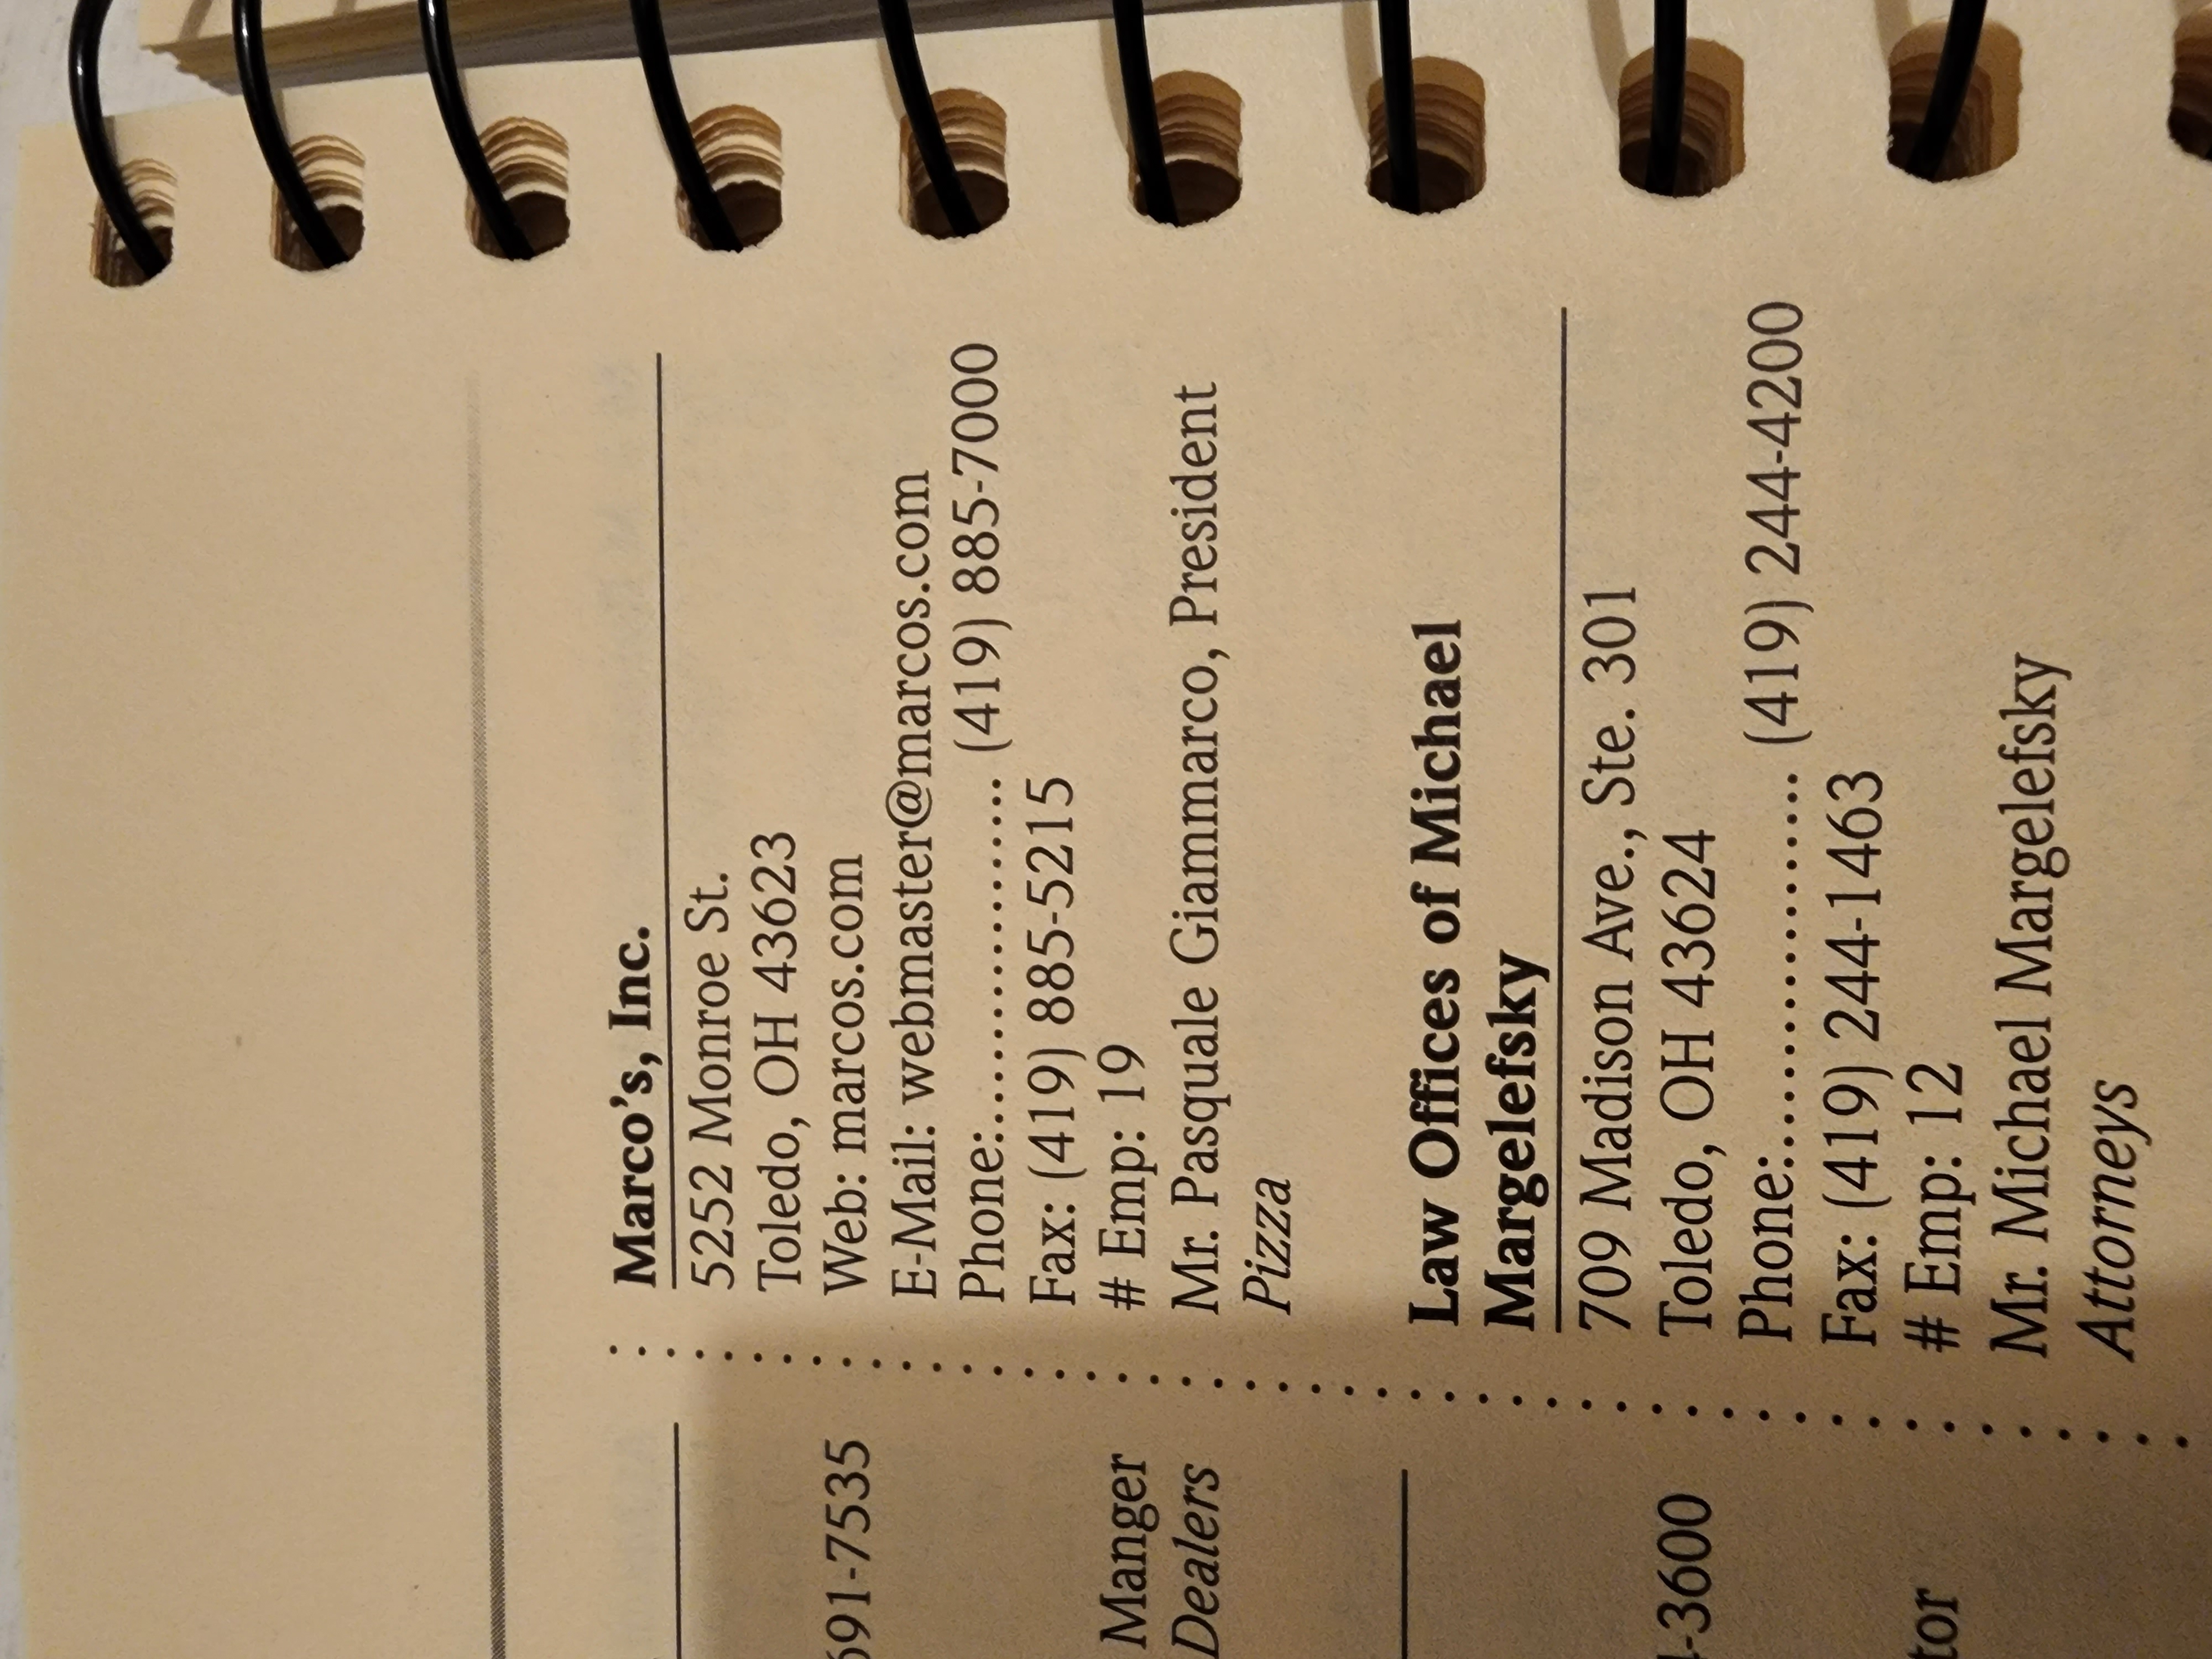 Marco's, Inc.
5252 Monroe St.
Toledo, OH 43623
Web: marcos.com
E-Mail: webmaster@marcos.com
Phone:..................... (419) 885-7000
Fax: (419) 885-5215
# Emp: 19
Mr. Pasquale Giammarco, President
Pizza
Law Offices of Michael
Margelefsky
709 Madison Ave., Ste. 301
Toledo, OH 43624
Phone:..................... (419) 244-4200
Fax: (419) 244-1463
# Emp: 12
Mr. Michael Margelefsky
Attorneys
691-7535
Manger
Dealers
-3600
tor